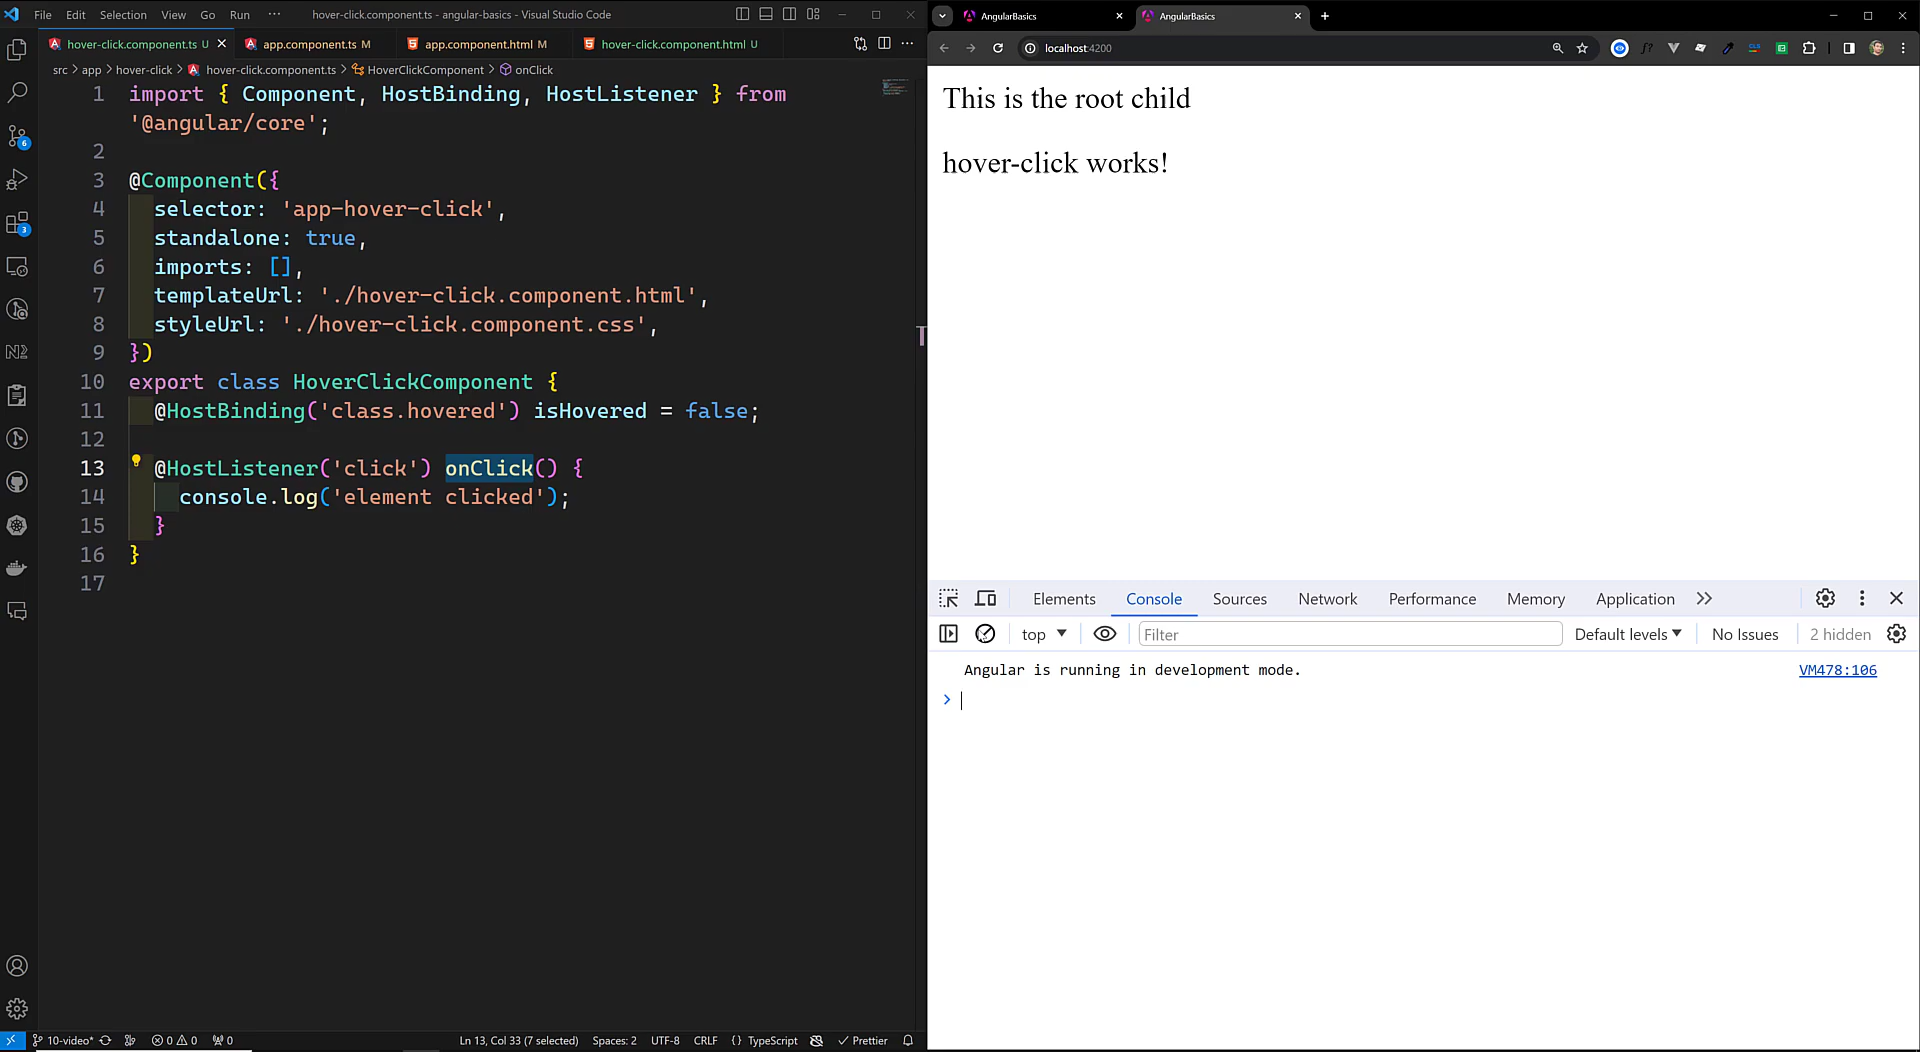 File Edit Selection View Go Run ··· hover-click.component.ts - angular-basics - Visual Studio Code
hover-click.component.ts U app.component.ts M app.component.html M hover-click.component.html U
src > app > hover-click > hover-click.component.ts > HoverClickComponent > onClick
1 import { Component, HostBinding, HostListener } from
'@angular/core';
2
3 @Component({
4 selector: 'app-hover-click',
5 standalone: true,
6 imports: [],
7 templateUrl: './hover-click.component.html',
8 styleUrl: './hover-click.component.css',
9 })
10 export class HoverClickComponent {
11 @HostBinding('class.hovered') isHovered = false;
12
13 @HostListener('click') onClick() {
14 console.log('element clicked');
15 }
16 }
17
6
3
10-video* 0 0 0 Ln 13, Col 33 (7 selected) Spaces: 2 UTF-8 CRLF {} TypeScript Prettier
AngularBasics AngularBasics
localhost:4200
This is the root child
hover-click works!
Elements Console Sources Network Performance Memory Application
top Filter Default levels No Issues 2 hidden
Angular is running in development mode. VM478:106
>